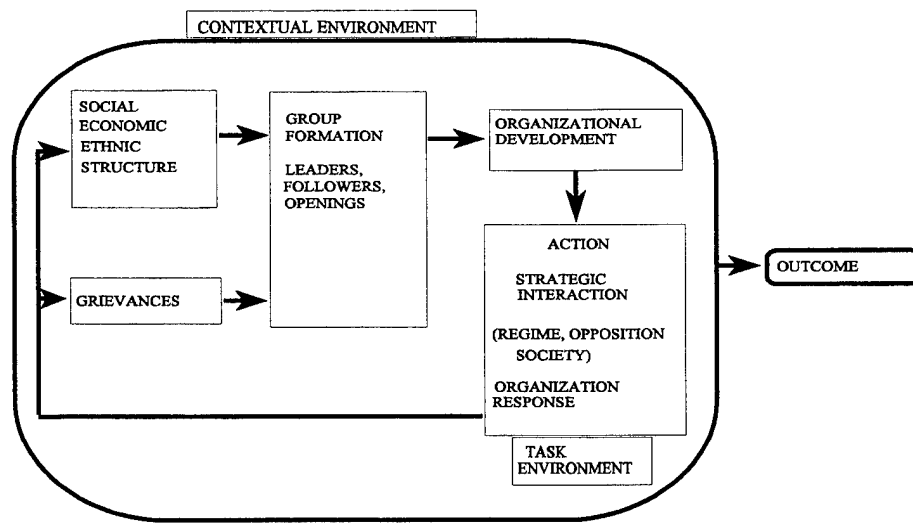 CONTEXTUAL ENVIRONMENT
SOCIAL
ECONOMIC
ETHNIC
STRUCTURE
GROUP
FORMATION
LEADERS,
FOLLOWERS,
OPENINGS
ORGANIZATIONAL
DEVELOPMENT
GRIEVANCES
ACTION
STRATEGIC
INTERACTION
(REGIME, OPPOSITION
SOCIETY)
ORGANIZATION
RESPONSE
TASK
ENVIRONMENT
OUTCOME